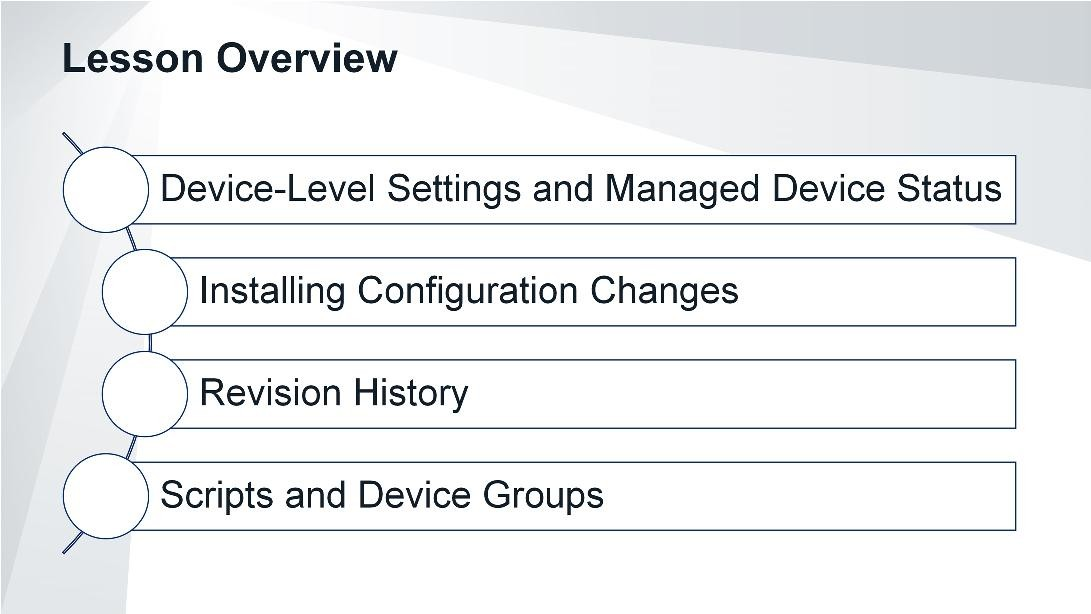 Lesson Overview
Device-Level Settings and Managed Device Status
Installing Configuration Changes
Revision History
Scripts and Device Groups